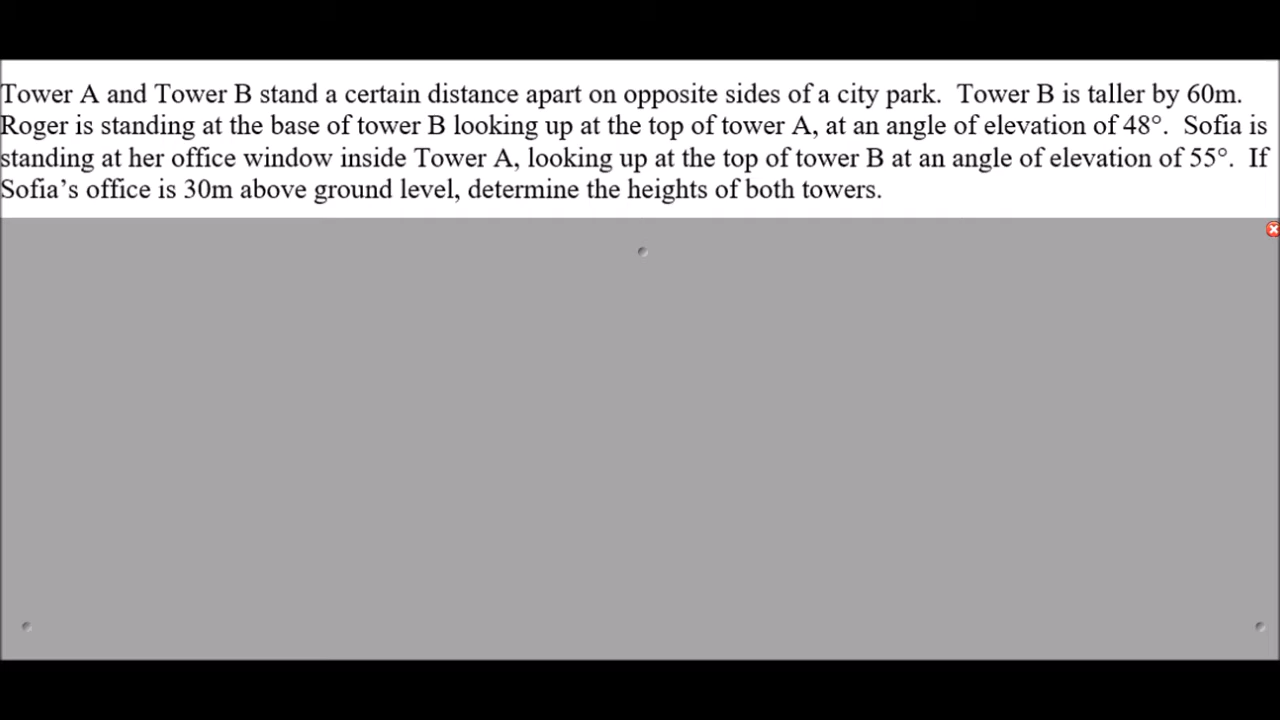 Tower A and Tower B stand a certain distance apart on opposite sides of a city park.  Tower B is taller by 60m.
Roger is standing at the base of tower B looking up at the top of tower A, at an angle of elevation of 48°.  Sofia is
standing at her office window inside Tower A, looking up at the top of tower B at an angle of elevation of 55°.  If
Sofia’s office is 30m above ground level, determine the heights of both towers.